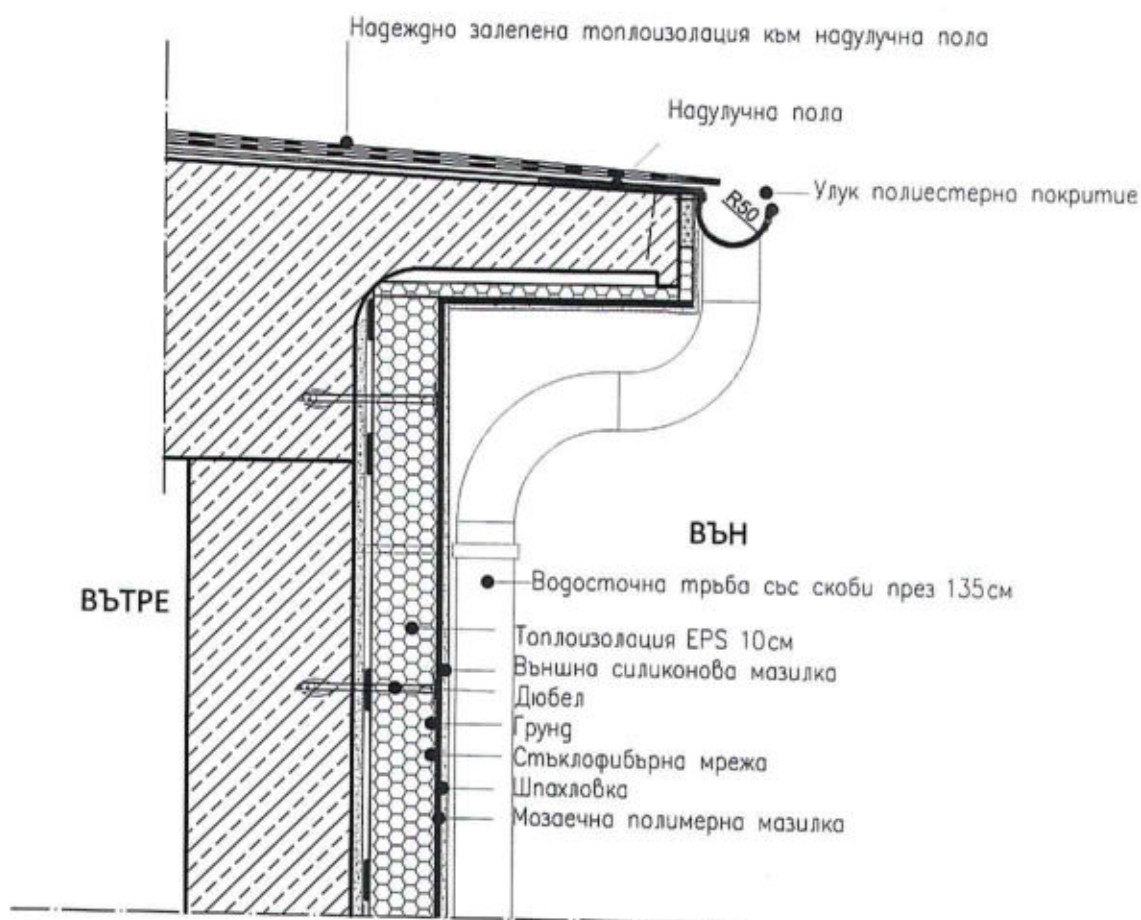 Надеждно залепена топлоизолация към надулучна пола
Надулучна пола
Улук полиестерно покритие
R50
ВЪН
ВЪТРЕ
Водосточна тръба със скоби през 135см
Топлоизолация EPS 10см
Външна силиконова мазилка
Дюбел
Грунд
Стъклофибърна мрежа
Шпахловка
Мозаечна полимерна мазилка